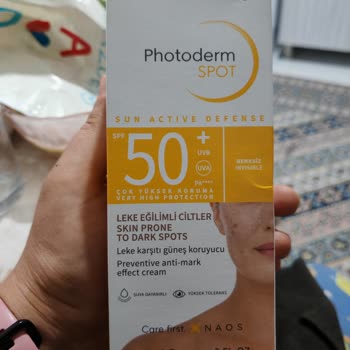 Photoderm
SPOT
SUN ACTIVE DEFENSE
SPF
50+
UVB
UVA
PA++++
RENKSİZ
INVISIBLE
ÇOK YÜKSEK KORUMA
VERY HIGH PROTECTION
LEKE EĞİLİMLİ CİLTLER
SKIN PRONE
TO DARK SPOTS
Leke karşıtı güneş koruyucu
Preventive anti-mark
effect cream
SUYA DAYANIKLI
YÜKSEK TOLERANS
Care first. NAOS